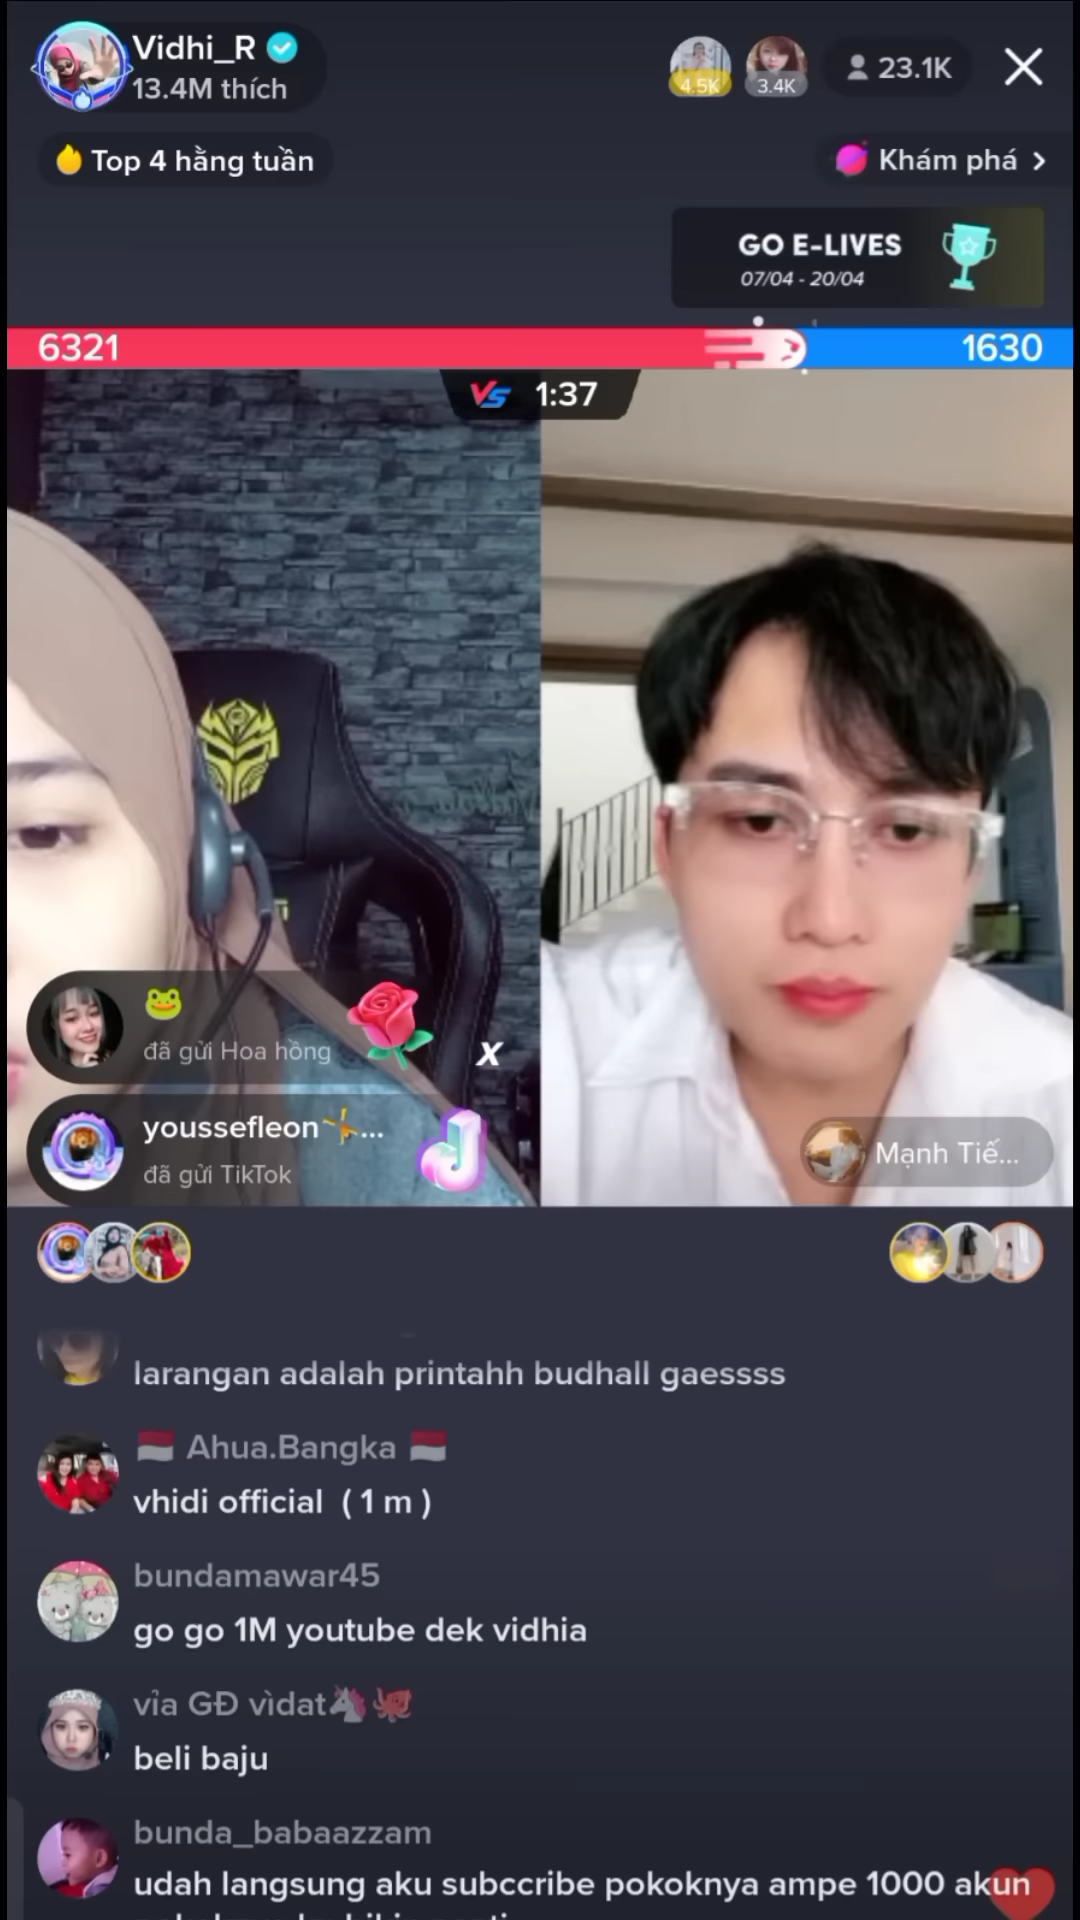 Vidhi_R
13.4M thích
4.5K
3.4K
23.1K
Top 4 hằng tuần
Khám phá >
GO E-LIVES
07/04 - 20/04
6321
1630
VS 1:37
🐸
đã gửi Hoa hồng
x
youssefleon🤸...
đã gửi TikTok
Mạnh Tiế...
larangan adalah printahh budhall gaessss
🇮🇩 Ahua.Bangka 🇮🇩
vhidi official ( 1 m )
bundamawar45
go go 1M youtube dek vidhia
vỉa GĐ vìdat🦄🐙
beli baju
bunda_babaazzam
udah langsung aku subccribe pokoknya ampe 1000 akun